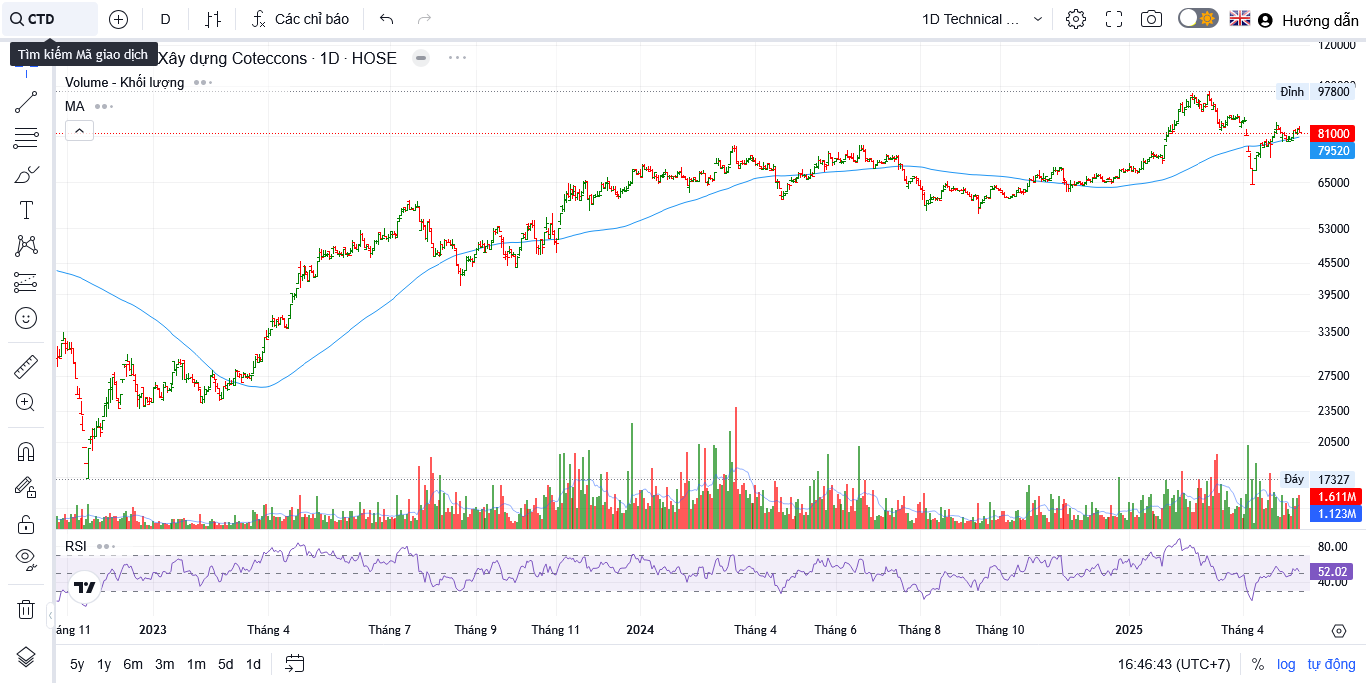 CTD
D
Các chỉ báo
1D Technical ...
Hướng dẫn
Tìm kiếm Mã giao dịch
Xây dựng Coteccons · 1D · HOSE
Volume - Khối lượng
MA
120000
Đỉnh 97800
81000
79520
65000
53000
45500
39500
33500
27500
23500
20500
Đáy 17327
1.611M
1.123M
RSI
80.00
52.02
40.00
áng 11 2023 Tháng 4 Tháng 7 Tháng 9 Tháng 11 2024 Tháng 4 Tháng 6 Tháng 8 Tháng 10 2025 Tháng 4
5y 1y 6m 3m 1m 5d 1d
16:46:43 (UTC+7) % log tự động